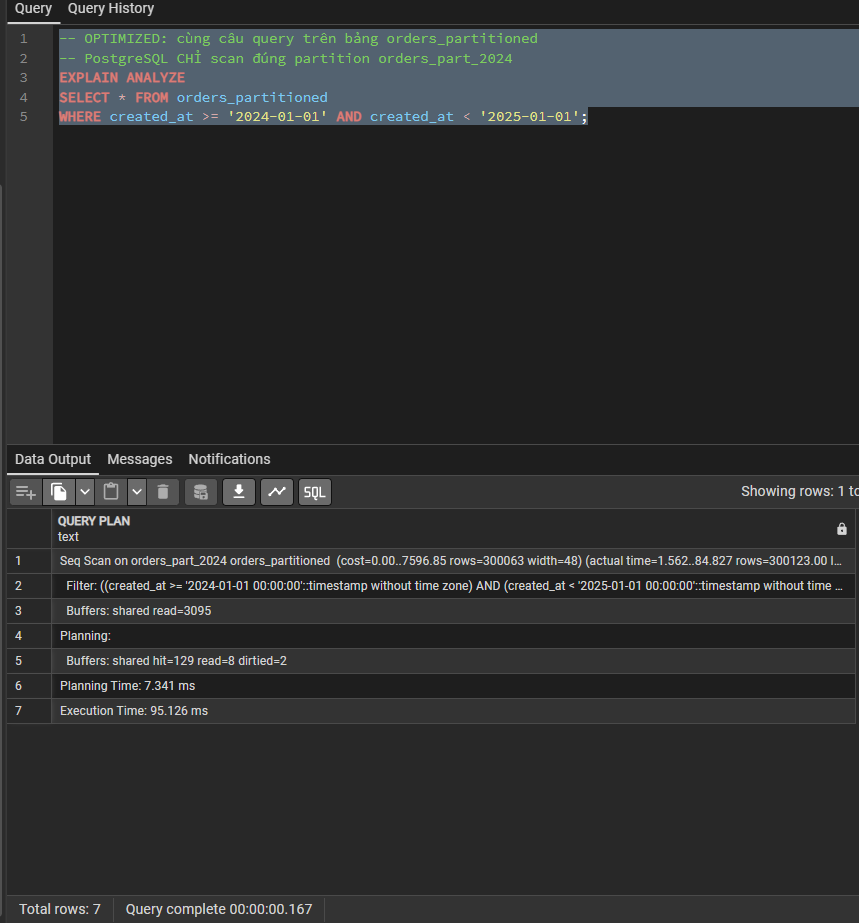 Query Query History
1 -- OPTIMIZED: cùng câu query trên bảng orders_partitioned
2 -- PostgreSQL CHỈ scan đúng partition orders_part_2024
3 EXPLAIN ANALYZE
4 SELECT * FROM orders_partitioned
5 WHERE created_at >= '2024-01-01' AND created_at < '2025-01-01';
Data Output Messages Notifications
SQL Showing rows: 1 to
QUERY PLAN
text
1 Seq Scan on orders_part_2024 orders_partitioned (cost=0.00..7596.85 rows=300063 width=48) (actual time=1.562..84.827 rows=300123.00 l...
2 Filter: ((created_at >= '2024-01-01 00:00:00'::timestamp without time zone) AND (created_at < '2025-01-01 00:00:00'::timestamp without time ...
3 Buffers: shared read=3095
4 Planning:
5 Buffers: shared hit=129 read=8 dirtied=2
6 Planning Time: 7.341 ms
7 Execution Time: 95.126 ms
Total rows: 7 Query complete 00:00:00.167